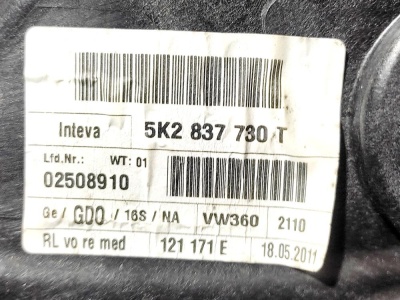 Inteva 5K2 837 730 T
Lfd.Nr.: WT: 01
02508910
Ge / GDO / 16S / NA VW360 2110
RL vo re med 121 171 E 18.05.2011